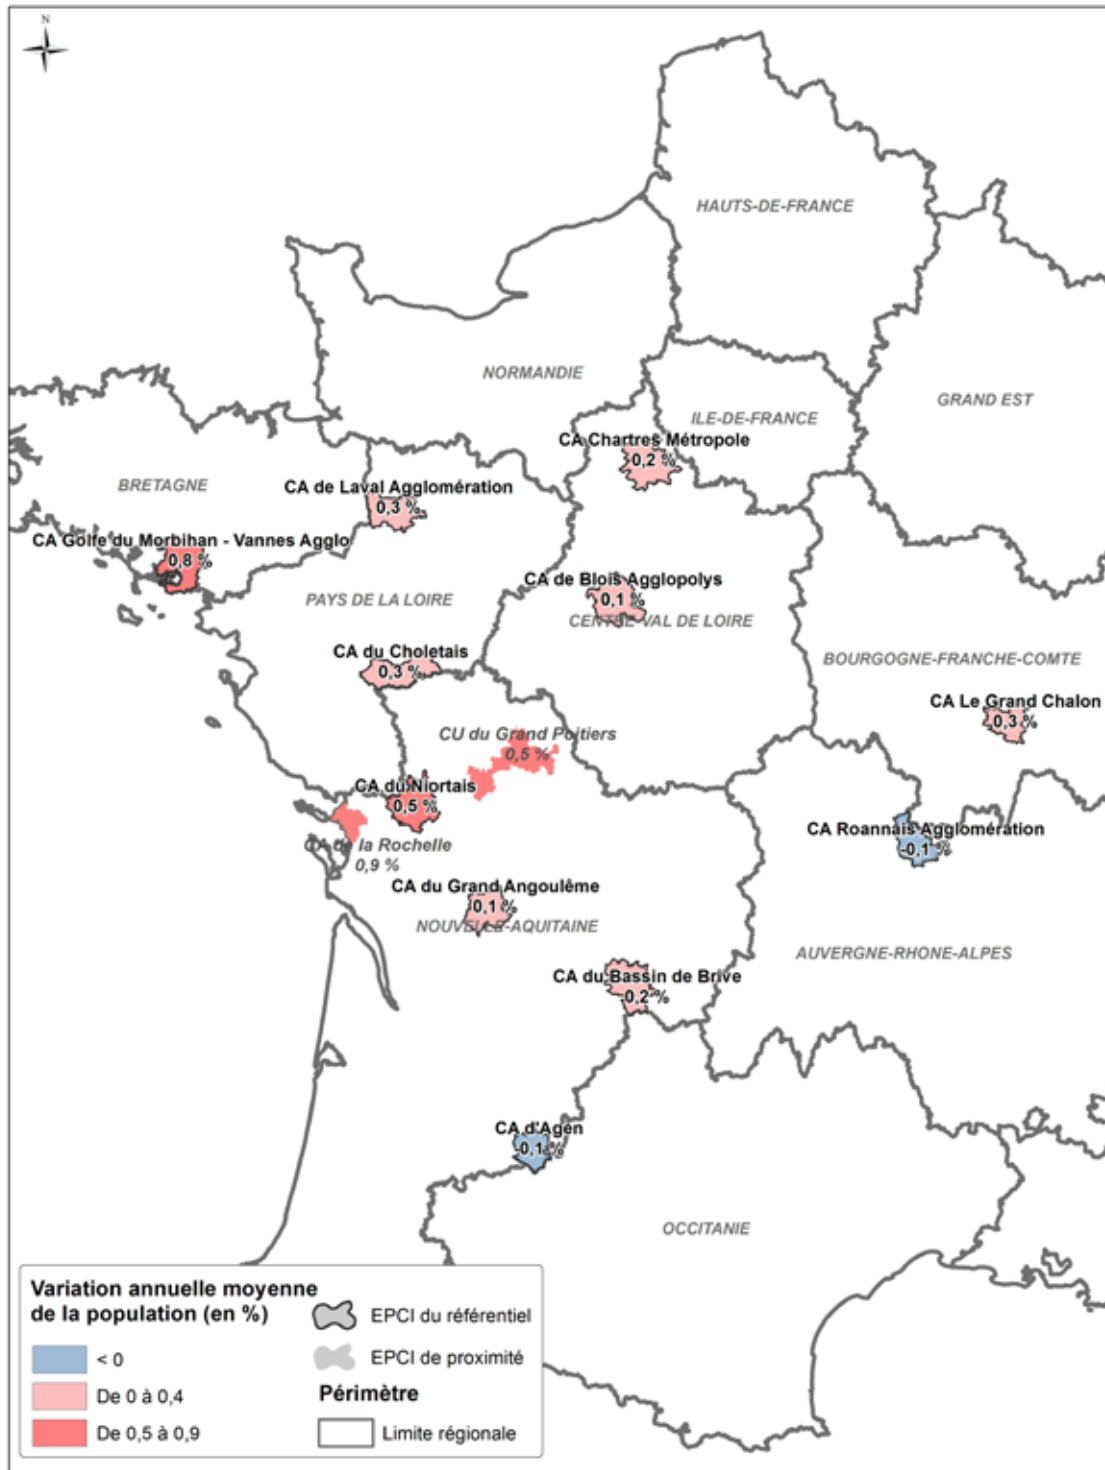 N
HAUTS-DE-FRANCE
NORMANDIE
GRAND EST
ILE-DE-FRANCE
CA Chartres Métropole
0,2 %
BRETAGNE
CA de Laval Agglomération
0,3 %
CA Golfe du Morbihan - Vannes Agglo
0,8 %
CA de Blois Agglopolys
0,1 %
PAYS DE LA LOIRE
CENTRE VAL DE LOIRE
CA du Choletais
0,3 %
BOURGOGNE-FRANCHE-COMTE
CA Le Grand Chalon
0,3 %
CU du Grand Poitiers
0,5 %
CA du Niortais
0,5 %
CA Roannais Agglomération
-0,1 %
CA de la Rochelle
0,9 %
CA du Grand Angoulême
0,1 %
NOUVELLE-AQUITAINE
AUVERGNE-RHONE-ALPES
CA du Bassin de Brive
0,2 %
CA d'Agen
-0,1 %
OCCITANIE
Variation annuelle moyenne
de la population (en %)
< 0
De 0 à 0,4
De 0,5 à 0,9
EPCI du référentiel
EPCI de proximité
Périmètre
Limite régionale